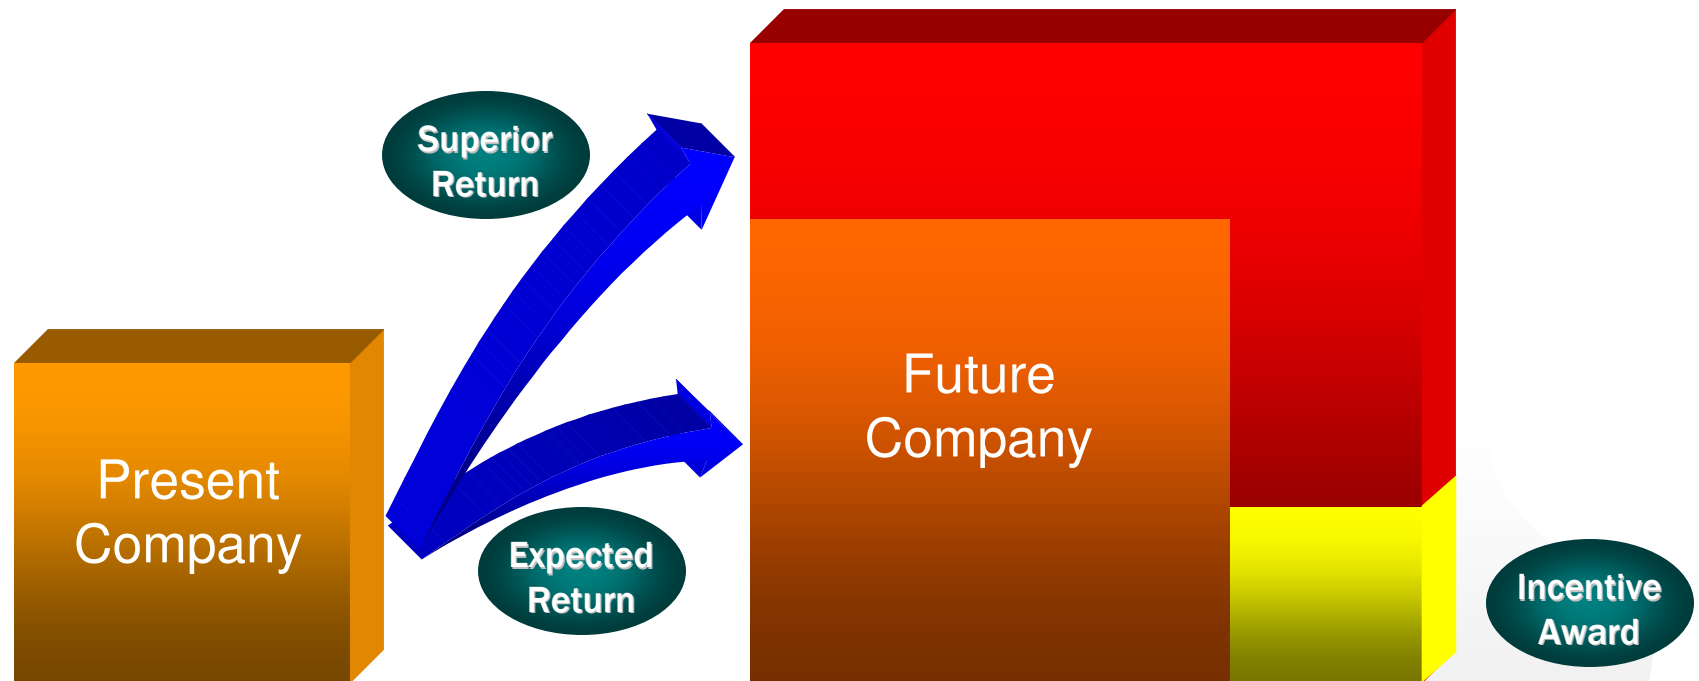 Superior
Return
Present
Company
Expected
Return
Future
Company
Incentive
Award